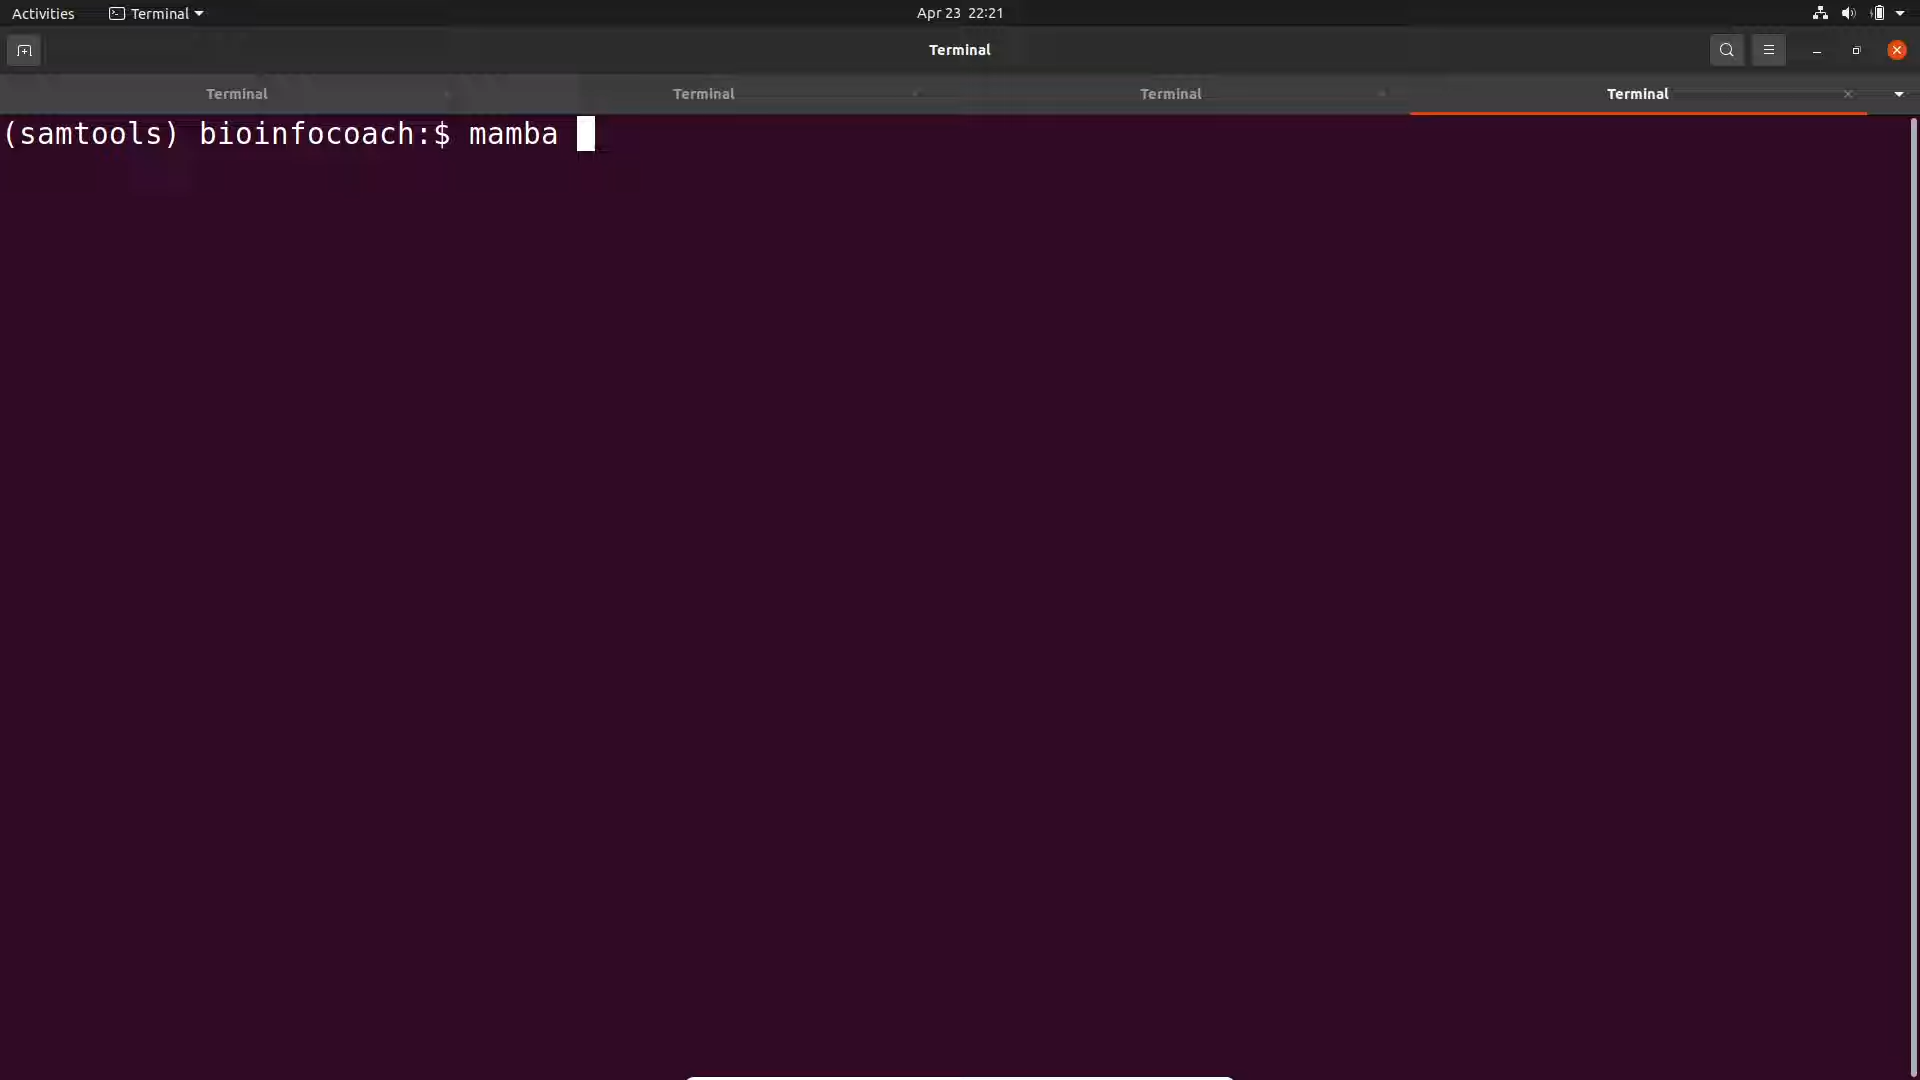 Activities Terminal Apr 23 22:21
Terminal
Terminal Terminal Terminal Terminal
(samtools) bioinfocoach:$ mamba